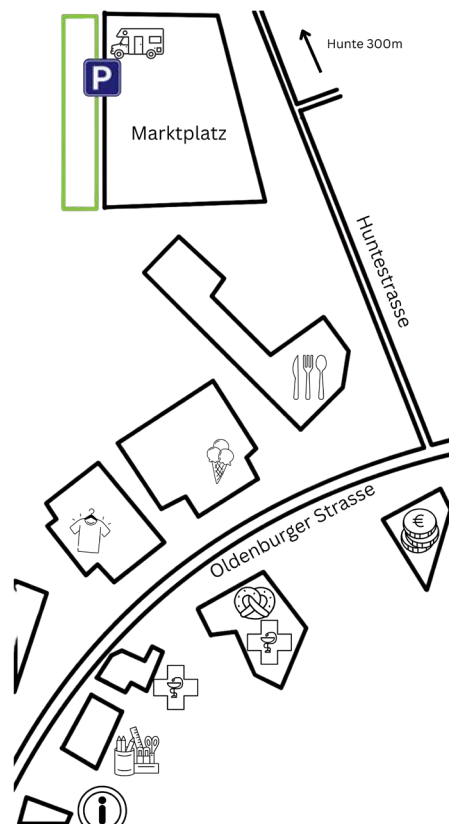 Hunte 300m
P
Marktplatz
Huntestrasse
€
Oldenburger Strasse
i